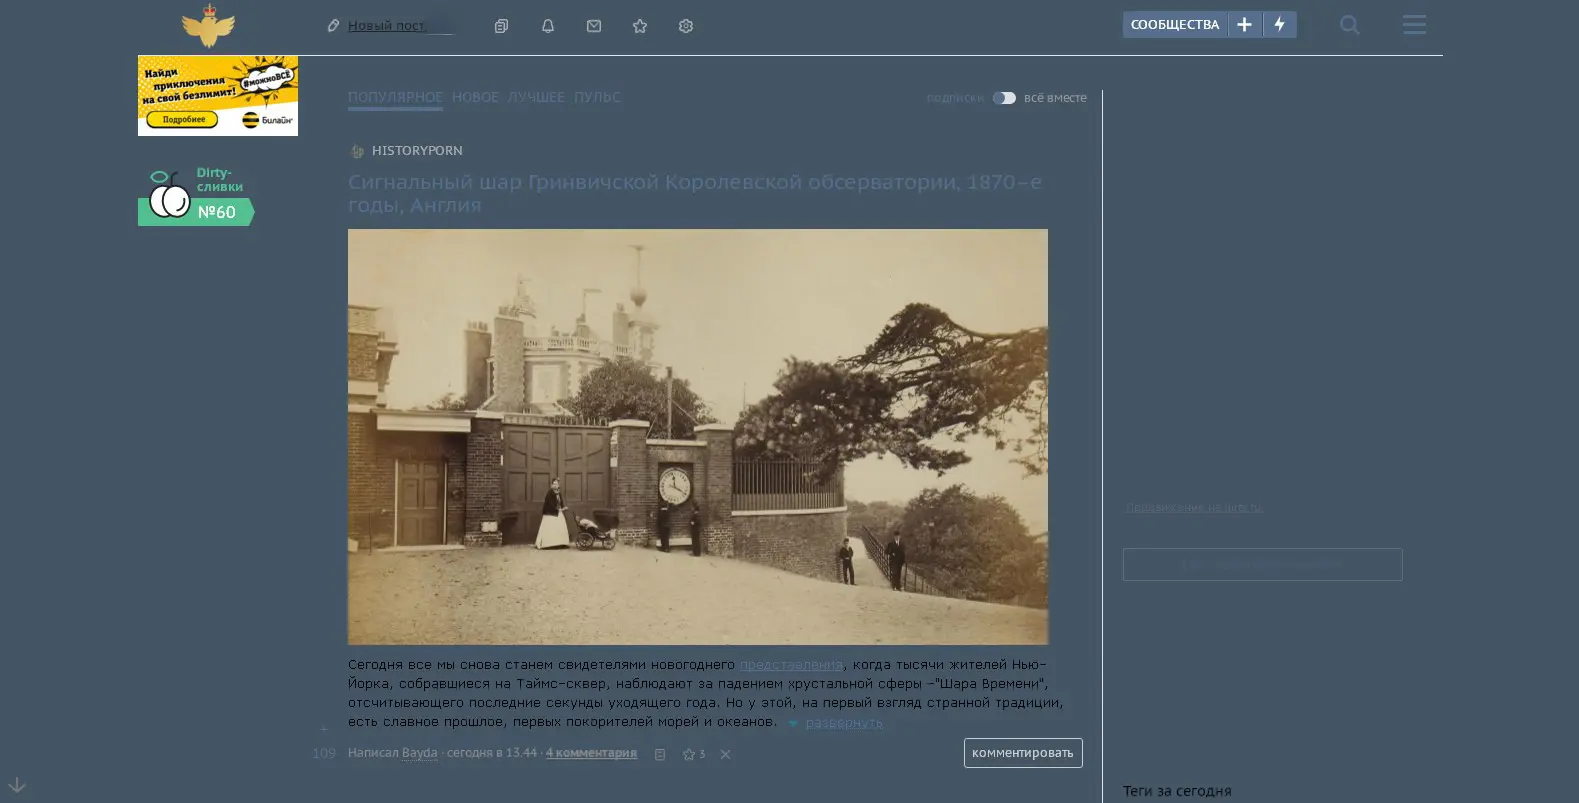 Новый пост
СООБЩЕСТВА
Найди
приключения
на свой безлимит!
#можноВСЁ
Подробнее
Билайн
ПОПУЛЯРНОЕ НОВОЕ ЛУЧШЕЕ ПУЛЬС
подписки всё вместе
Dirty-
сливки
№60
HISTORYPORN
Сигнальный шар Гринвичской Королевской обсерватории, 1870-е
годы, Англия
Сегодня все мы снова станем свидетелями новогоднего представления, когда тысячи жителей Нью-
Йорка, собравшиеся на Таймс-сквер, наблюдают за падением хрустальной сферы -"Шара Времени",
отсчитывающего последние секунды уходящего года. Но у этой, на первый взгляд странной традиции,
есть славное прошлое, первых покорителей морей и океанов. развернуть
+
109
Написал Bayda · сегодня в 13.44 · 4 комментария 3
комментировать
Теги за сегодня